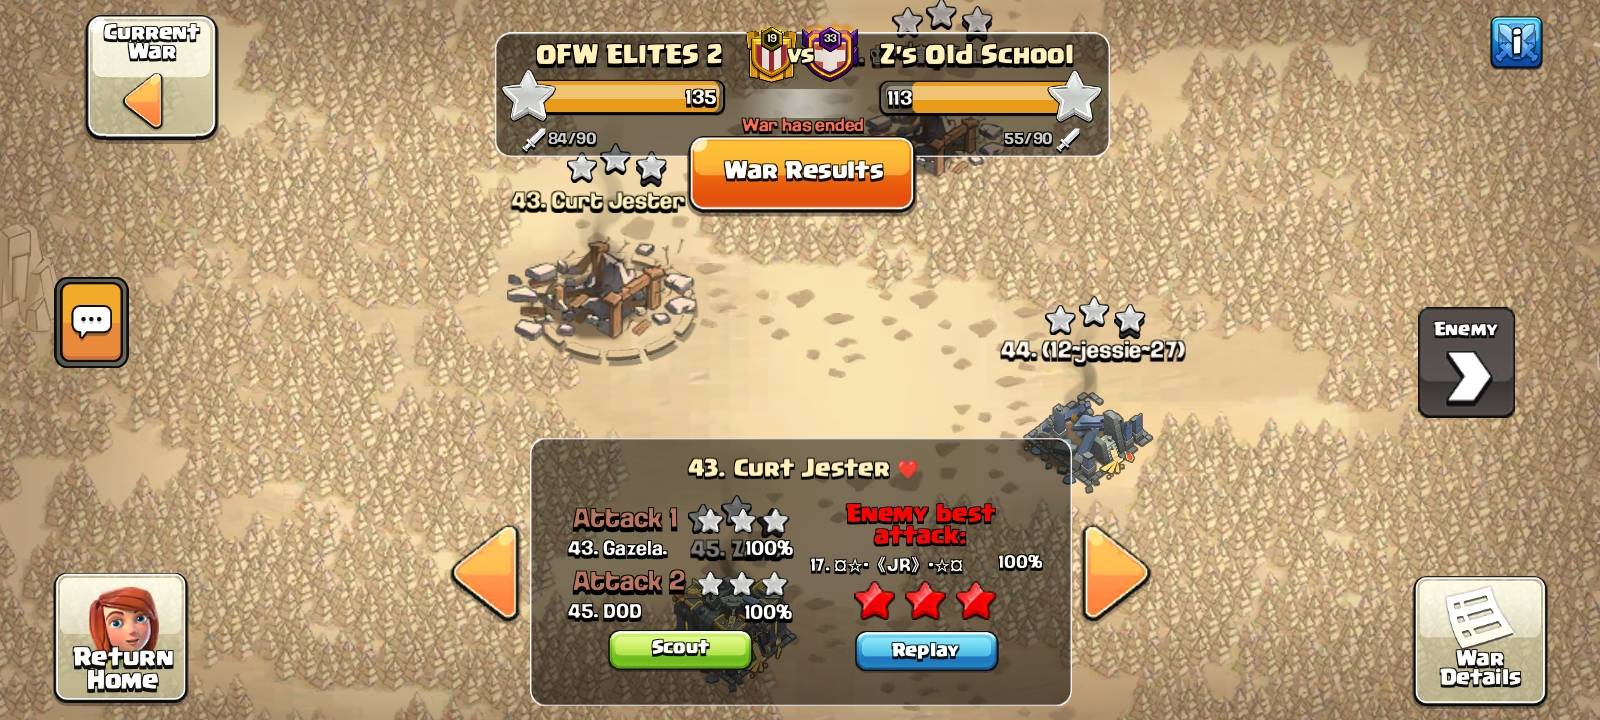 Current
War
OFW ELITES 2
19
VS
33
Z's Old School
135
113
War has ended
84/90
55/90
War Results
43. Curt Jester
44. (12~jessie~27)
Enemy
43. Curt Jester ❤️
Attack 1
43. Gazela.
100%
Attack 2
45. DOD
100%
Scout
Enemy best
attack:
17. ¤☆•《JR》•☆¤
100%
Replay
Return
Home
War
Details